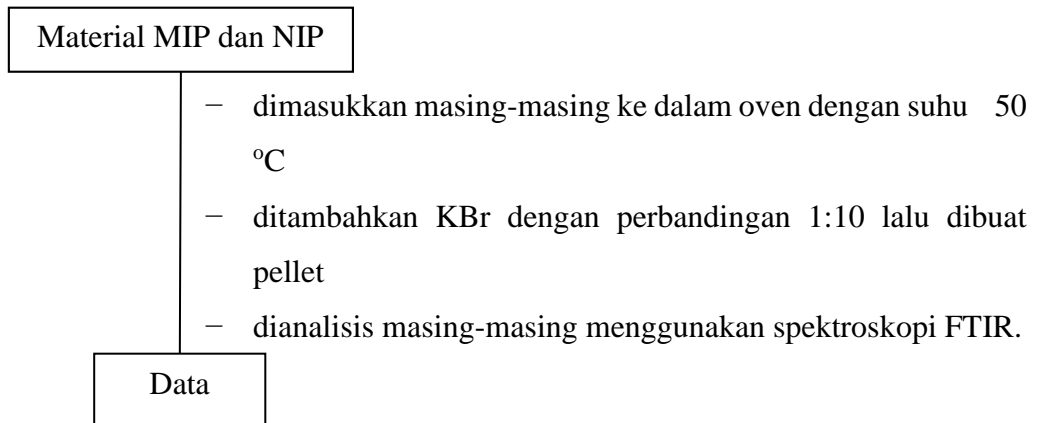 Material MIP dan NIP
− dimasukkan masing-masing ke dalam oven dengan suhu 50
°C
− ditambahkan KBr dengan perbandingan 1:10 lalu dibuat
pellet
− dianalisis masing-masing menggunakan spektroskopi FTIR.
Data